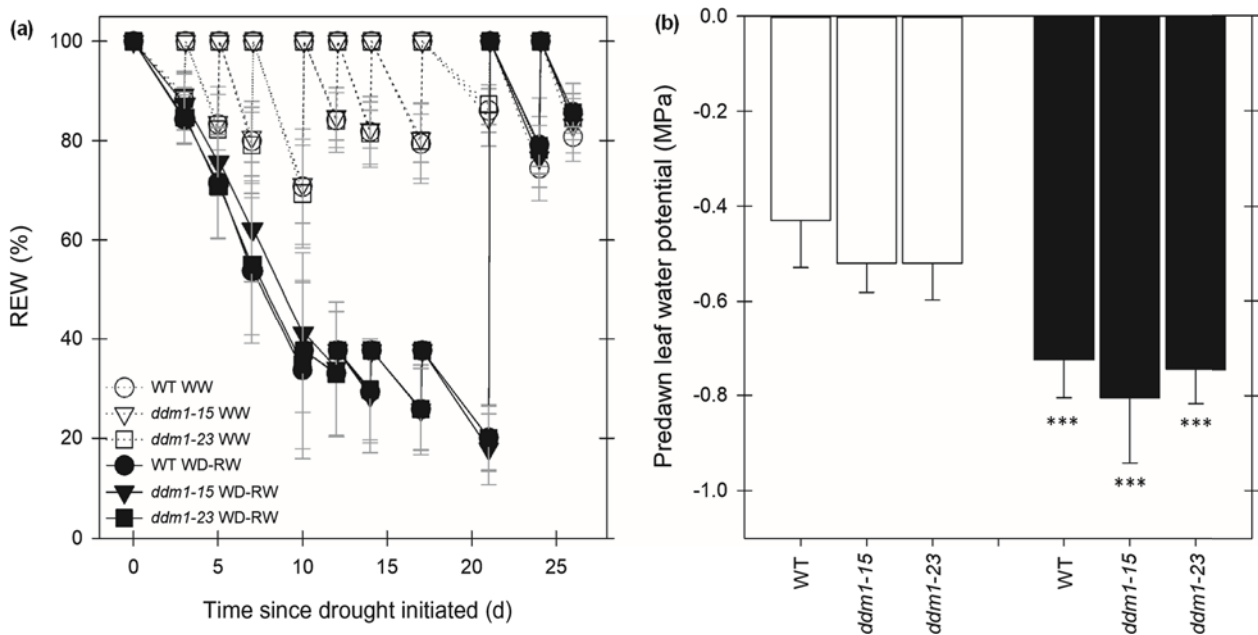 (a)
100
80
60
40
20
0
REW (%)
WT WW
ddm1-15 WW
ddm1-23 WW
WT WD-RW
ddm1-15 WD-RW
ddm1-23 WD-RW
0 5 10 15 20 25
Time since drought initiated (d)
(b)
0.0
-0.2
-0.4
-0.6
-0.8
-1.0
Predawn leaf water potential (MPa)
*** *** ***
WT
ddm1-15
ddm1-23
WT
ddm1-15
ddm1-23